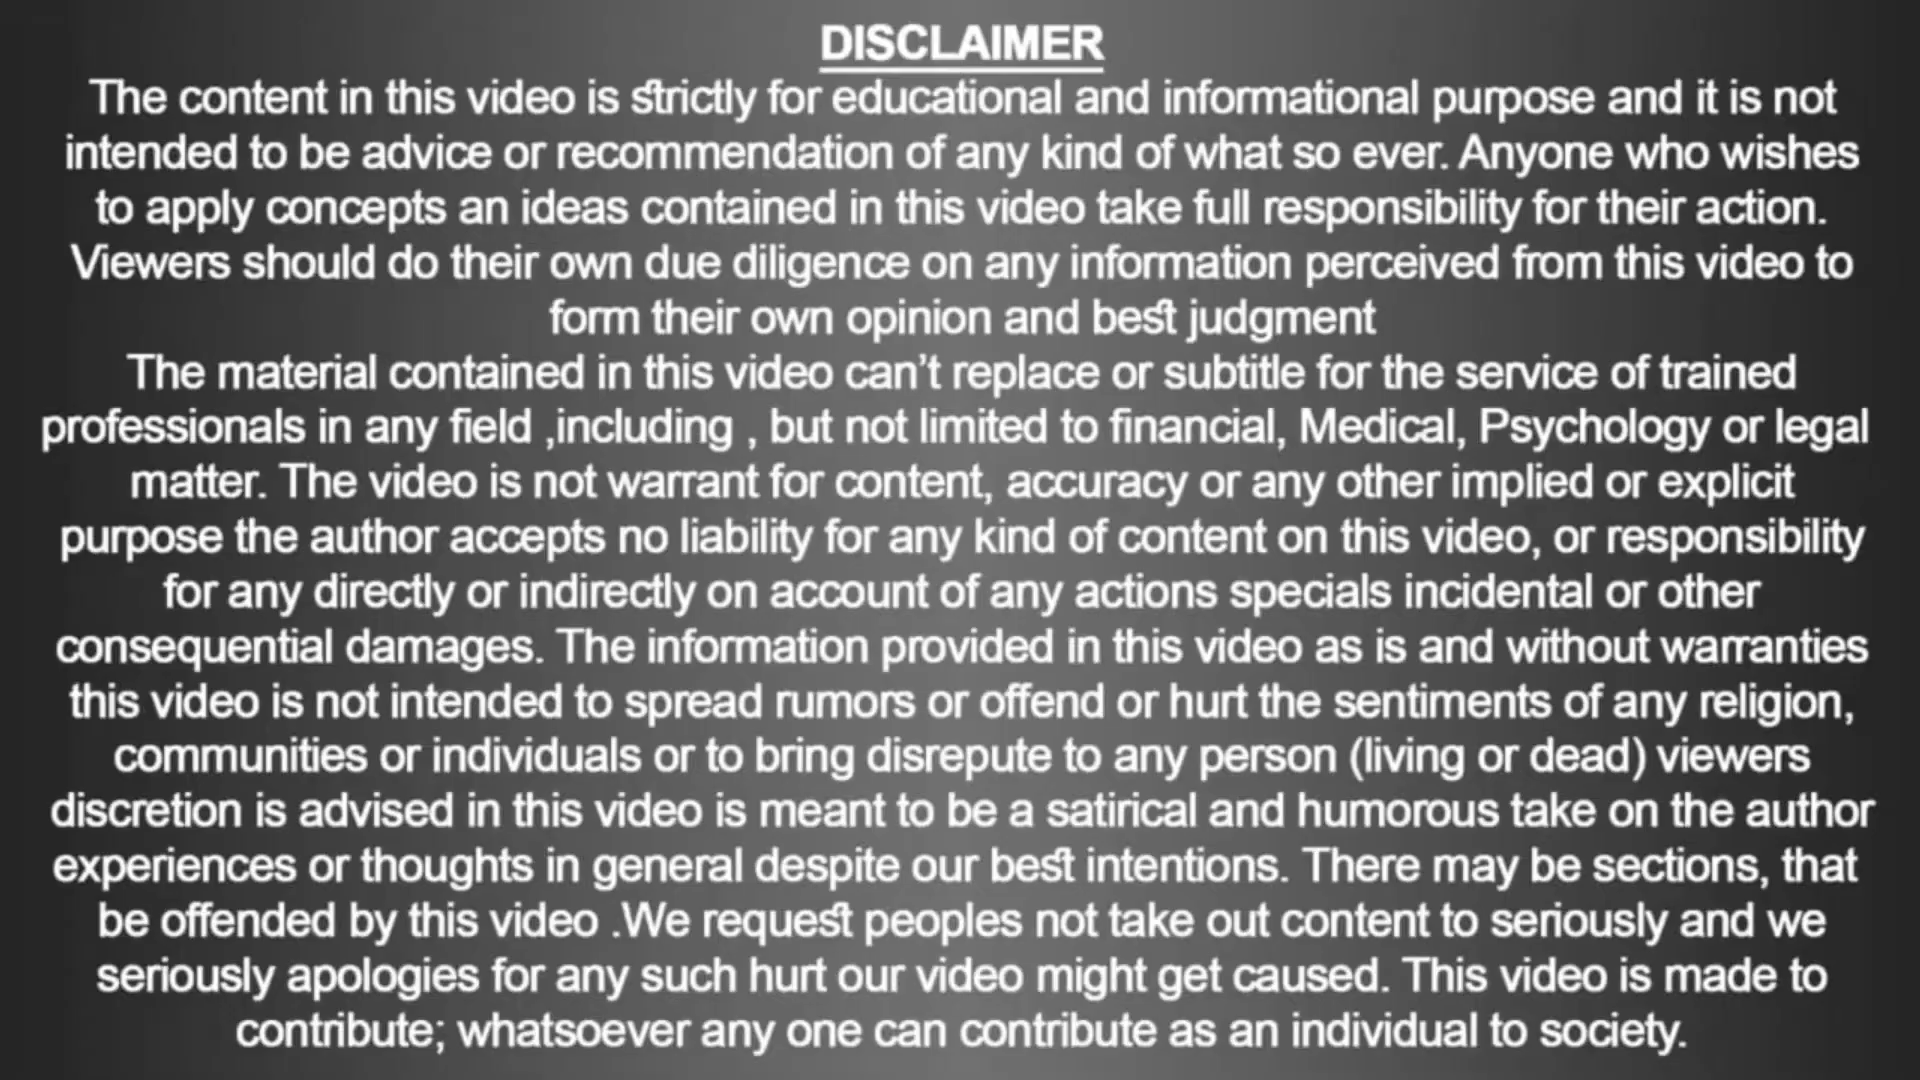 DISCLAIMER
The content in this video is strictly for educational and informational purpose and it is not
intended to be advice or recommendation of any kind of what so ever. Anyone who wishes
to apply concepts an ideas contained in this video take full responsibility for their action.
Viewers should do their own due diligence on any information perceived from this video to
form their own opinion and best judgment
The material contained in this video can't replace or subtitle for the service of trained
professionals in any field ,including , but not limited to financial, Medical, Psychology or legal
matter. The video is not warrant for content, accuracy or any other implied or explicit
purpose the author accepts no liability for any kind of content on this video, or responsibility
for any directly or indirectly on account of any actions specials incidental or other
consequential damages. The information provided in this video as is and without warranties
this video is not intended to spread rumors or offend or hurt the sentiments of any religion,
communities or individuals or to bring disrepute to any person (living or dead) viewers
discretion is advised in this video is meant to be a satirical and humorous take on the author
experiences or thoughts in general despite our best intentions. There may be sections, that
be offended by this video .We request peoples not take out content to seriously and we
seriously apologies for any such hurt our video might get caused. This video is made to
contribute; whatsoever any one can contribute as an individual to society.